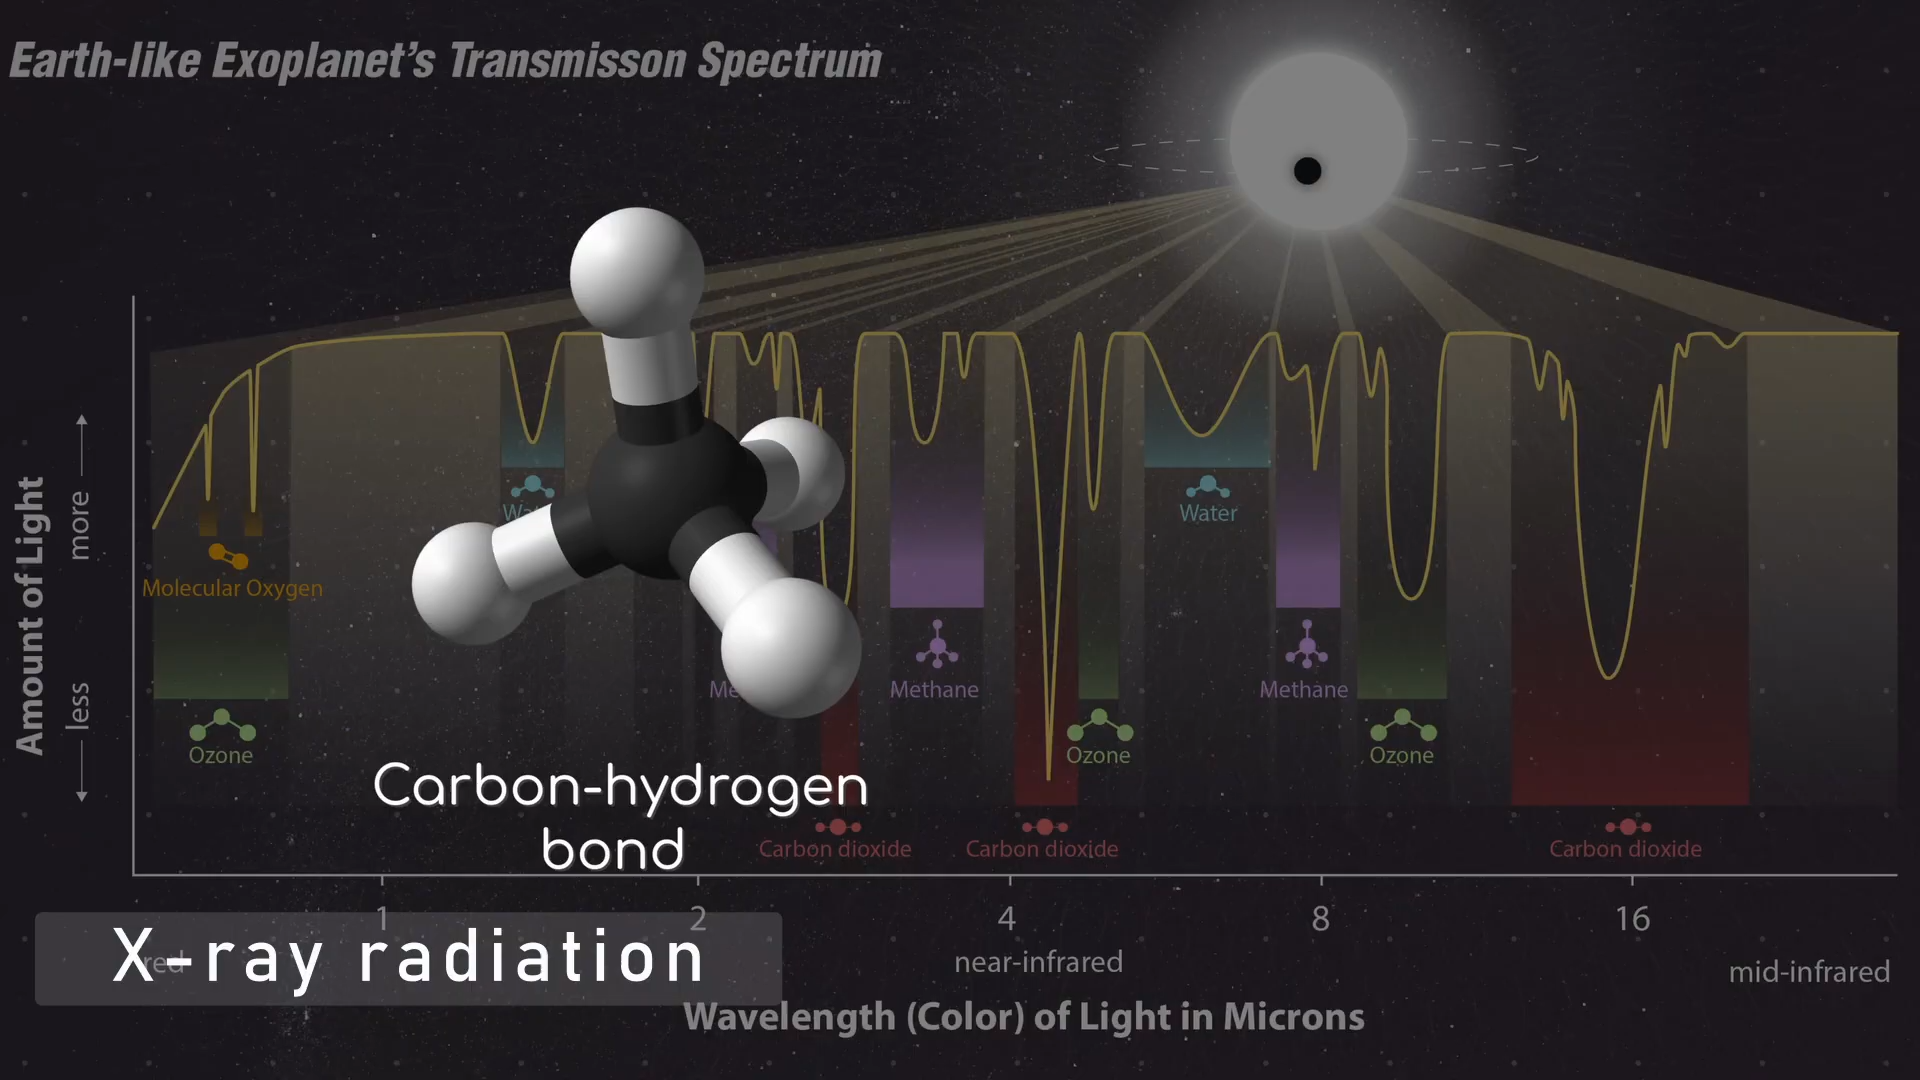 Earth-like Exoplanet's Transmisson Spectrum
Amount of Light
more
less
Molecular Oxygen
Ozone
Methane
Methane
Water
Ozone
Ozone
Carbon-hydrogen
bond
Carbon dioxide
Carbon dioxide
Carbon dioxide
1
2
4
8
16
X-ray radiation
red
near-infrared
mid-infrared
Wavelength (Color) of Light in Microns